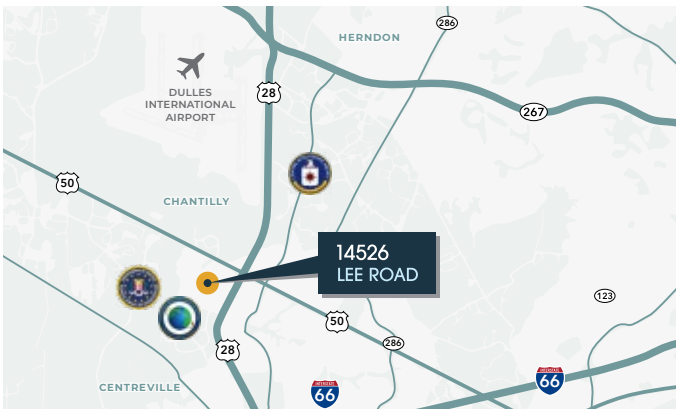 286
HERNDON
DULLES
INTERNATIONAL
AIRPORT
28
267
50
CHANTILLY
14526
LEE ROAD
123
50
286
28
CENTREVILLE
INTERSTATE
66
INTERSTATE
66